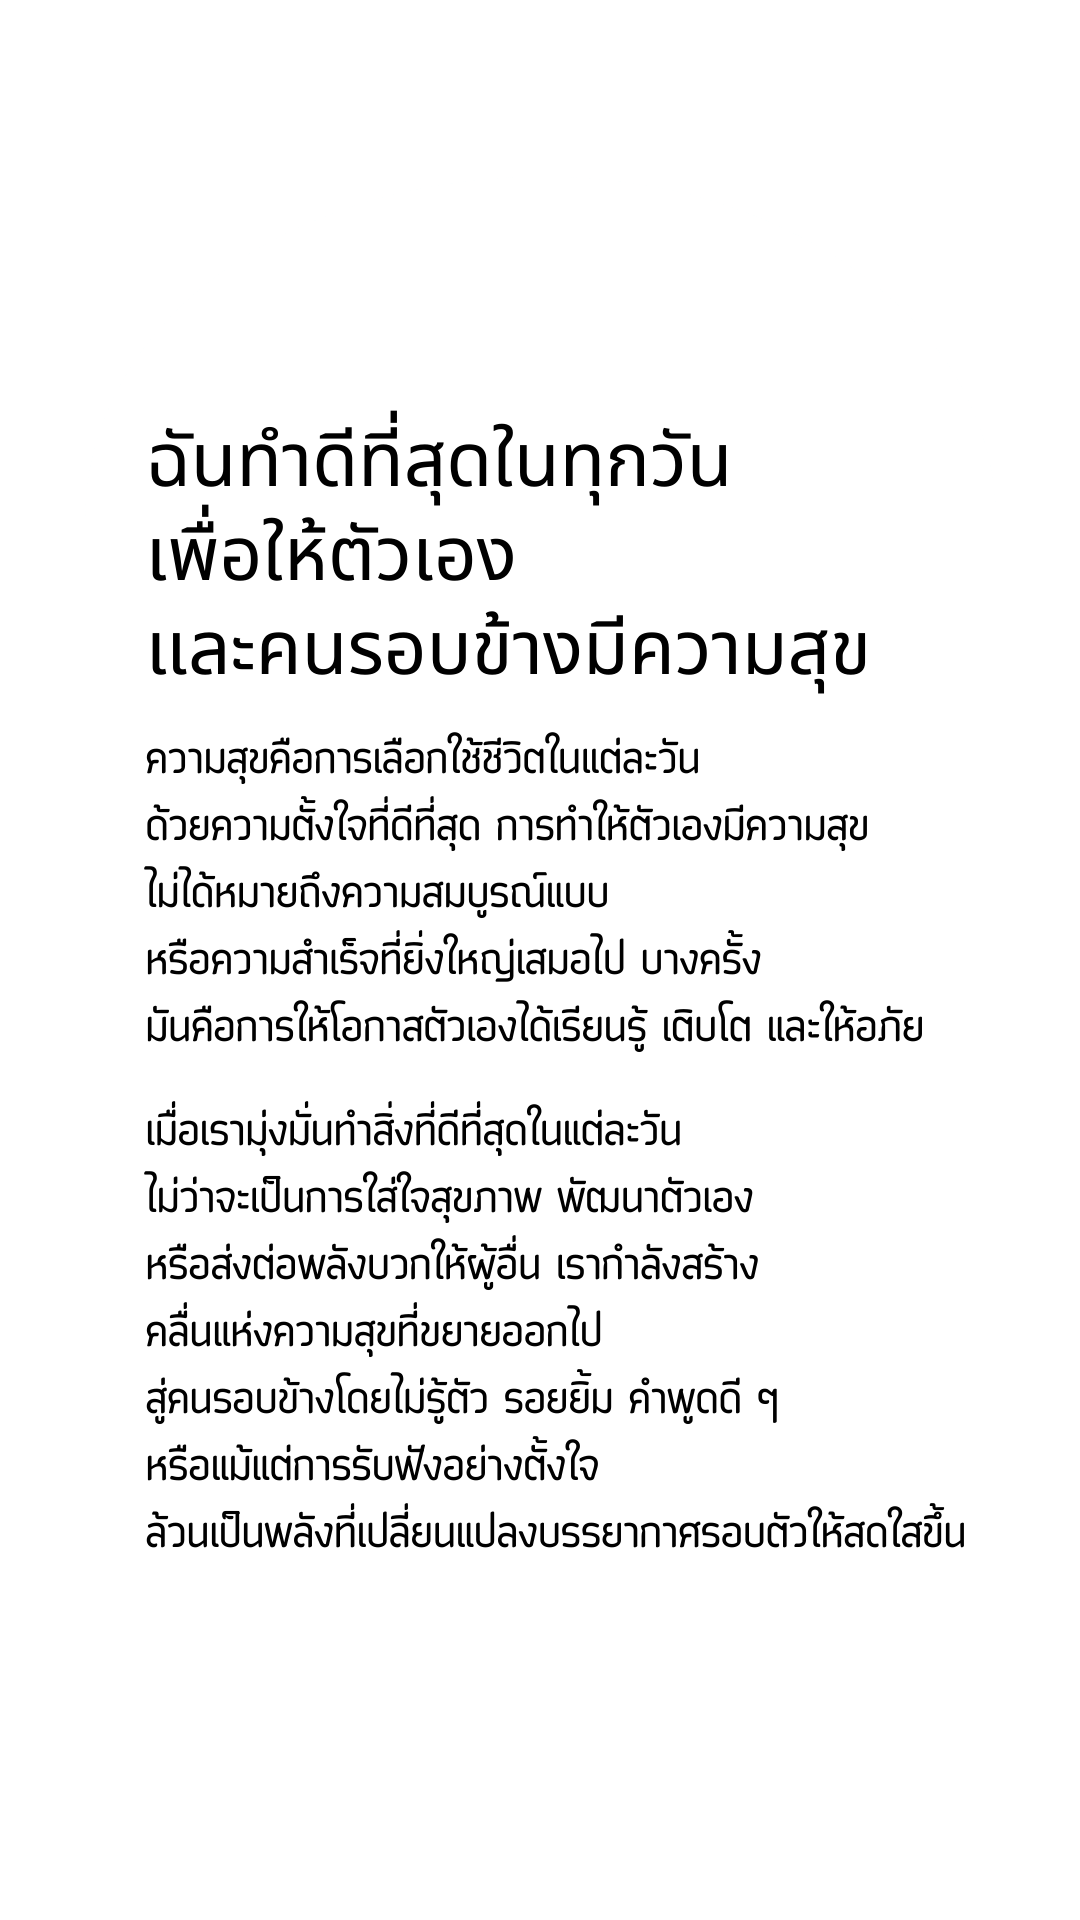 ฉันทำดีที่สุดในทุกวัน
เพื่อให้ตัวเอง
และคนรอบข้างมีความสุข
ความสุขคือการเลือกใช้ชีวิตในแต่ละวัน
ด้วยความตั้งใจที่ดีที่สุด การทำให้ตัวเองมีความสุข
ไม่ได้หมายถึงความสมบูรณ์แบบ
หรือความสำเร็จที่ยิ่งใหญ่เสมอไป บางครั้ง
มันคือการให้โอกาสตัวเองได้เรียนรู้ เติบโต และให้อภัย
เมื่อเรามุ่งมั่นทำสิ่งที่ดีที่สุดในแต่ละวัน
ไม่ว่าจะเป็นการใส่ใจสุขภาพ พัฒนาตัวเอง
หรือส่งต่อพลังบวกให้ผู้อื่น เรากำลังสร้าง
คลื่นแห่งความสุขที่ขยายออกไป
สู่คนรอบข้างโดยไม่รู้ตัว รอยยิ้ม คำพูดดี ๆ
หรือแม้แต่การรับฟังอย่างตั้งใจ
ล้วนเป็นพลังที่เปลี่ยนแปลงบรรยากาศรอบตัวให้สดใสขึ้น